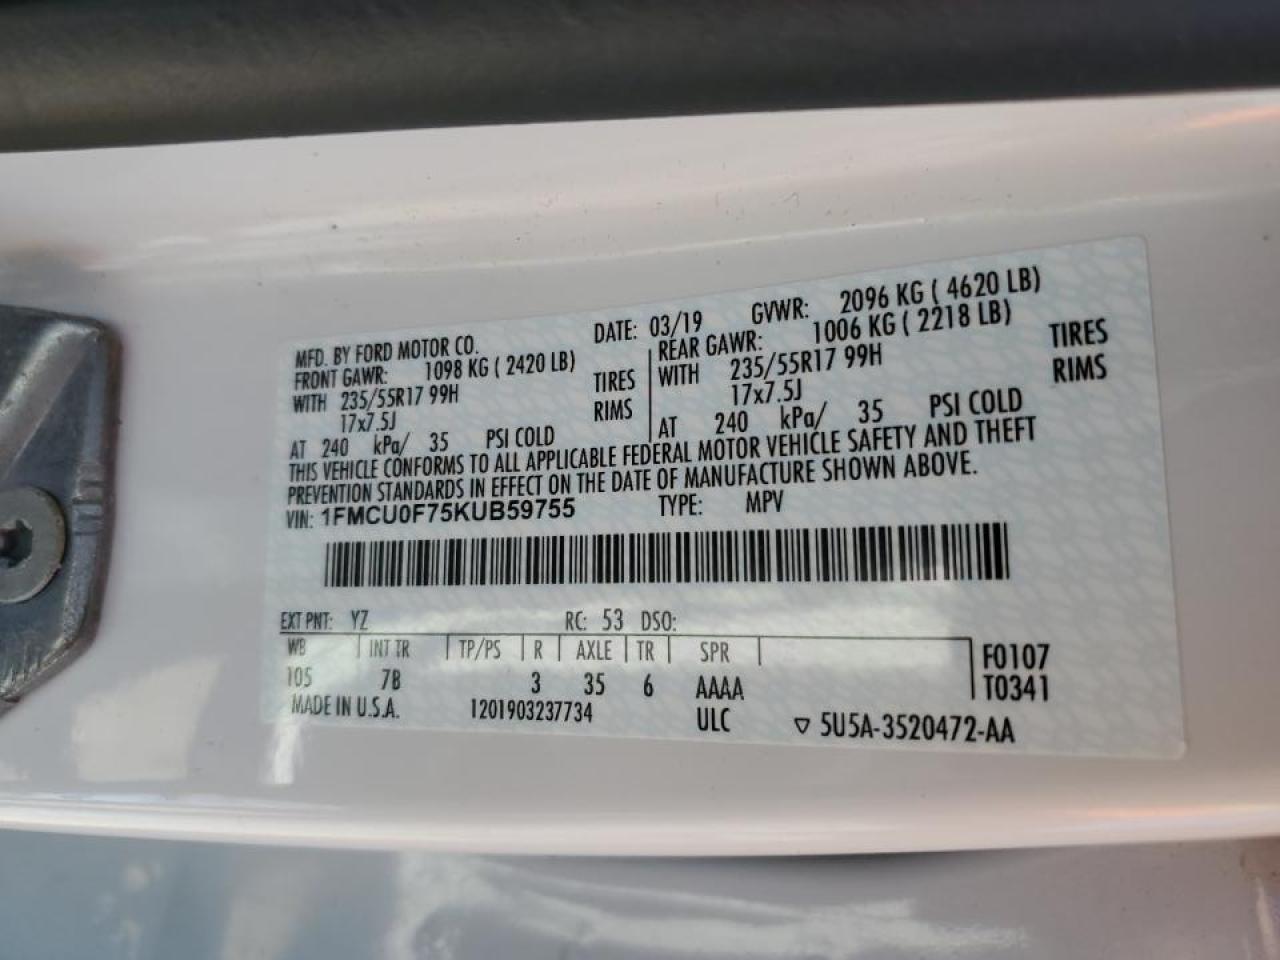 MFD. BY FORD MOTOR CO. DATE: 03/19 GVWR: 2096 KG ( 4620 LB)
FRONT GAWR: 1098 KG ( 2420 LB) REAR GAWR: 1006 KG ( 2218 LB)
WITH 235/55R17 99H TIRES WITH 235/55R17 99H TIRES
17x7.5J RIMS 17x7.5J RIMS
AT 240 kPa/ 35 PSI COLD AT 240 kPa/ 35 PSI COLD
THIS VEHICLE CONFORMS TO ALL APPLICABLE FEDERAL MOTOR VEHICLE SAFETY AND THEFT
PREVENTION STANDARDS IN EFFECT ON THE DATE OF MANUFACTURE SHOWN ABOVE.
VIN: 1FMCU0F75KUB59755 TYPE: MPV
EXT PNT: YZ RC: 53 DSO:
WB INT TR TP/PS R AXLE TR SPR F0107
105 7B 3 35 6 AAAA T0341
MADE IN U.S.A. 1201903237734 ULC ▽ 5U5A-3520472-AA